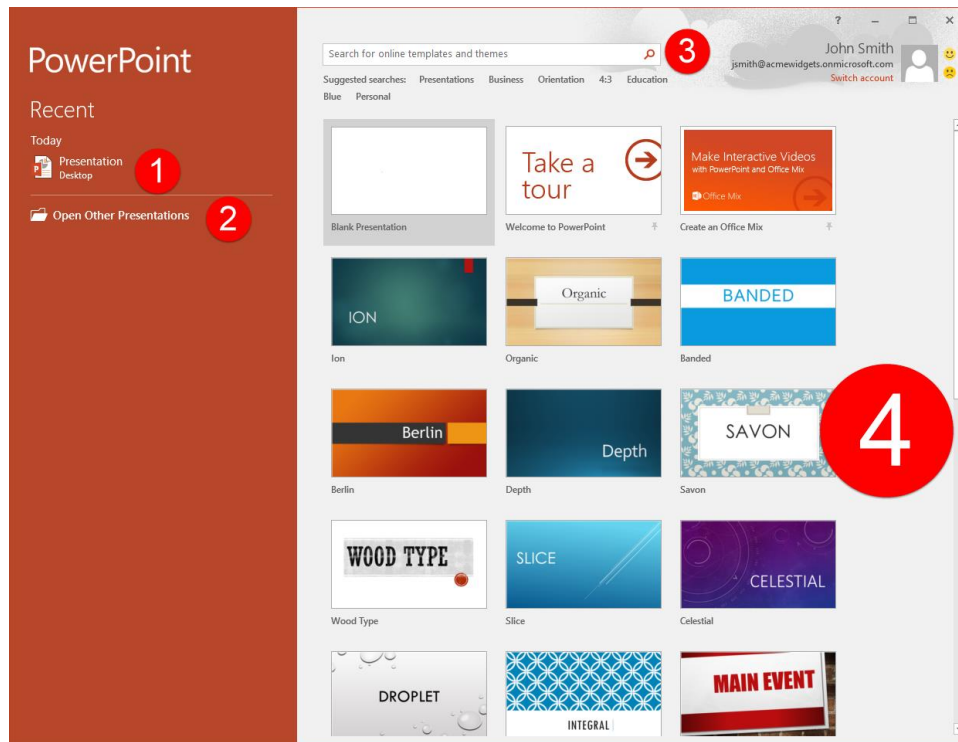 PowerPoint
Recent
Today
Presentation
Desktop
1
Open Other Presentations
2
?
Search for online templates and themes
3
John Smith
jsmith@acmewidgets.onmicrosoft.com
Switch account
Suggested searches: Presentations Business Orientation 4:3 Education
Blue Personal
Blank Presentation
Take a
tour
Welcome to PowerPoint
Make Interactive Videos
with PowerPoint and Office Mix
Office Mix
Create an Office Mix
ION
Ion
Organic
Organic
BANDED
Banded
Berlin
Berlin
Depth
Depth
SAVON
Savon
4
WOOD TYPE
Wood Type
SLICE
Slice
CELESTIAL
Celestial
DROPLET
INTEGRAL
MAIN EVENT